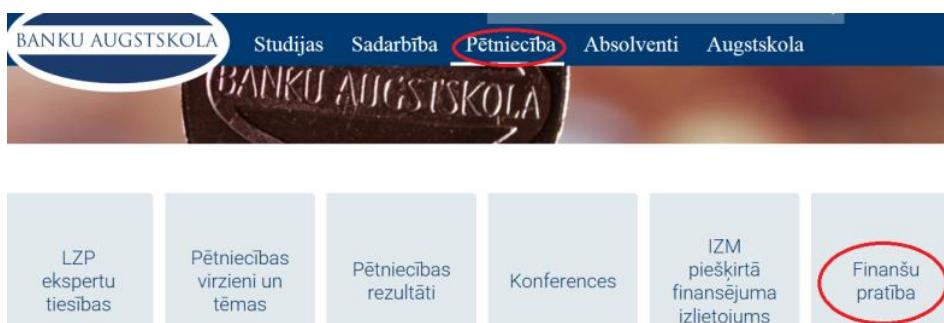 BANKU AUGSTSKOLA
Studijas Sadarbība Pētniecība Absolventi Augstskola
BANKU AUGSTSKOLA
LZP
ekspertu
tiesības
Pētniecības
virzieni un
tēmas
Pētniecības
rezultāti
Konferences
IZM
piešķirtā
finansējuma
izlietojums
Finanšu
pratība